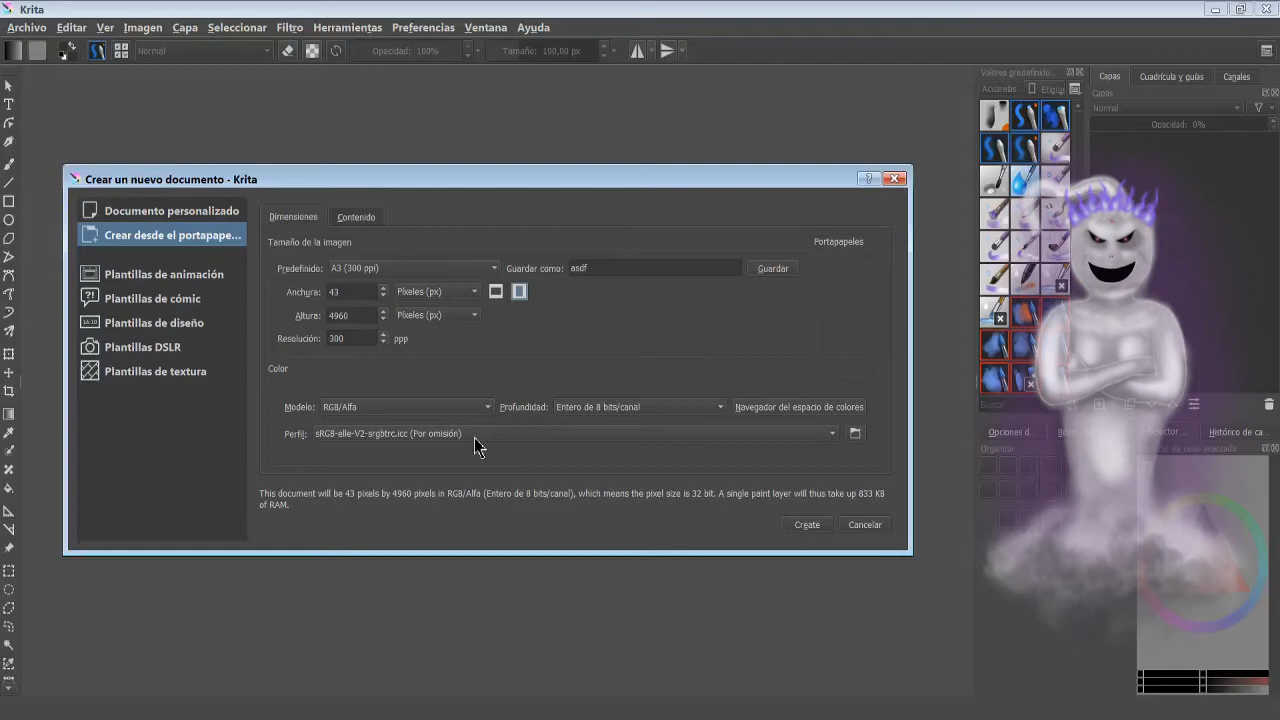 Krita
Archivo Editar Ver Imagen Capa Seleccionar Filtro Herramientas Preferencias Ventana Ayuda
Normal Opacidad: 100% Tamaño: 100,00 px
Valores predefinido...
Capas Cuadrícula y guías Canales
Acuarelas Etique
Capas
Normal
Opacidad: 0%
Crear un nuevo documento - Krita
Documento personalizado
Crear desde el portapape...
Plantillas de animación
Plantillas de cómic
Plantillas de diseño
Plantillas DSLR
Plantillas de textura
Dimensiones Contenido
Tamaño de la imagen Portapapeles
Predefinido: A3 (300 ppi) Guardar como: asdf Guardar
Anchura: 43 Píxeles (px)
Altura: 4960 Píxeles (px)
Resolución: 300 ppp
Color
Modelo: RGB/Alfa Profundidad: Entero de 8 bits/canal Navegador del espacio de colores
Perfil: sRGB-elle-V2-srgbtrc.icc (Por omisión)
This document will be 43 pixels by 4960 pixels in RGB/Alfa (Entero de 8 bits/canal), which means the pixel size is 32 bit. A single paint layer will thus take up 833 KB
of RAM.
Create Cancelar
Buscar
Opciones d Histórico de ca...
Organizar